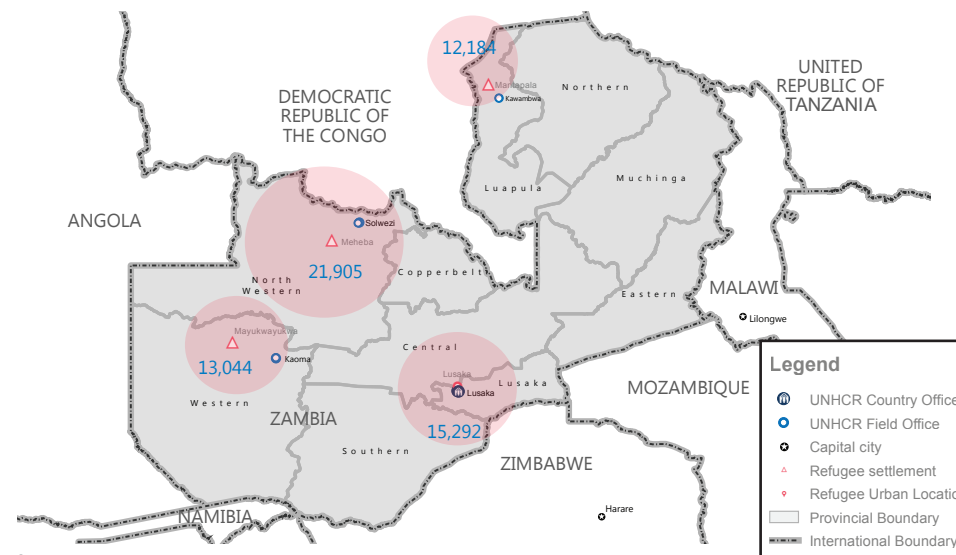 12,184
Mantapala
Kawambwa
Northern
UNITED
REPUBLIC OF
TANZANIA
DEMOCRATIC
REPUBLIC OF
THE CONGO
Luapula
Muchinga
ANGOLA
Solwezi
Meheba
21,905
North
Western
Copperbelt
Eastern
MALAWI
Lilongwe
Mayukwayukwa
Kaoma
13,044
Western
Central
Lusaka
Lusaka
Lusaka
15,292
ZAMBIA
Southern
MOZAMBIQUE
ZIMBABWE
NAMIBIA
Harare
Legend
UNHCR Country Office
UNHCR Field Office
Capital city
Refugee settlement
Refugee Urban Locatio
Provincial Boundary
International Boundary